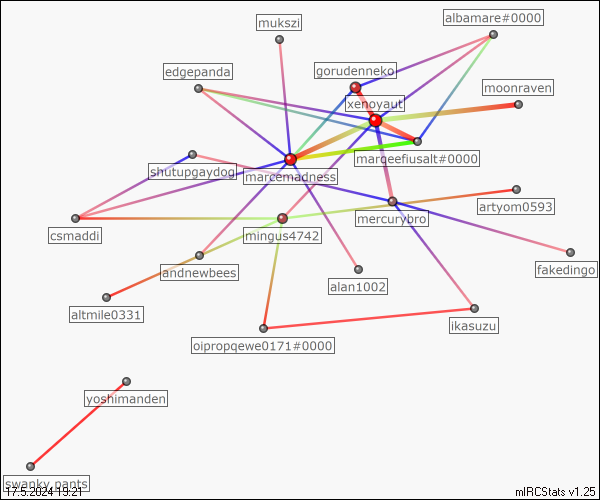 mukszi
albamare#0000
edgepanda
gorudenneko
moonraven
xenoyaut
marqeefiusalt#0000
shutupgaydog
marcemadness
artyom0593
mercurybro
csmaddi
mingus4742
andnewbees
fakedingo
alan1002
altmile0331
ikasuzu
oipropqewe0171#0000
yoshimanden
swanky.pants
17.5.2024 19:21
mIRCStats v1.25